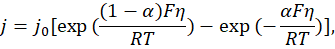 j = j₀[exp ((1 − α)Fη / RT) − exp (− αFη / RT)],